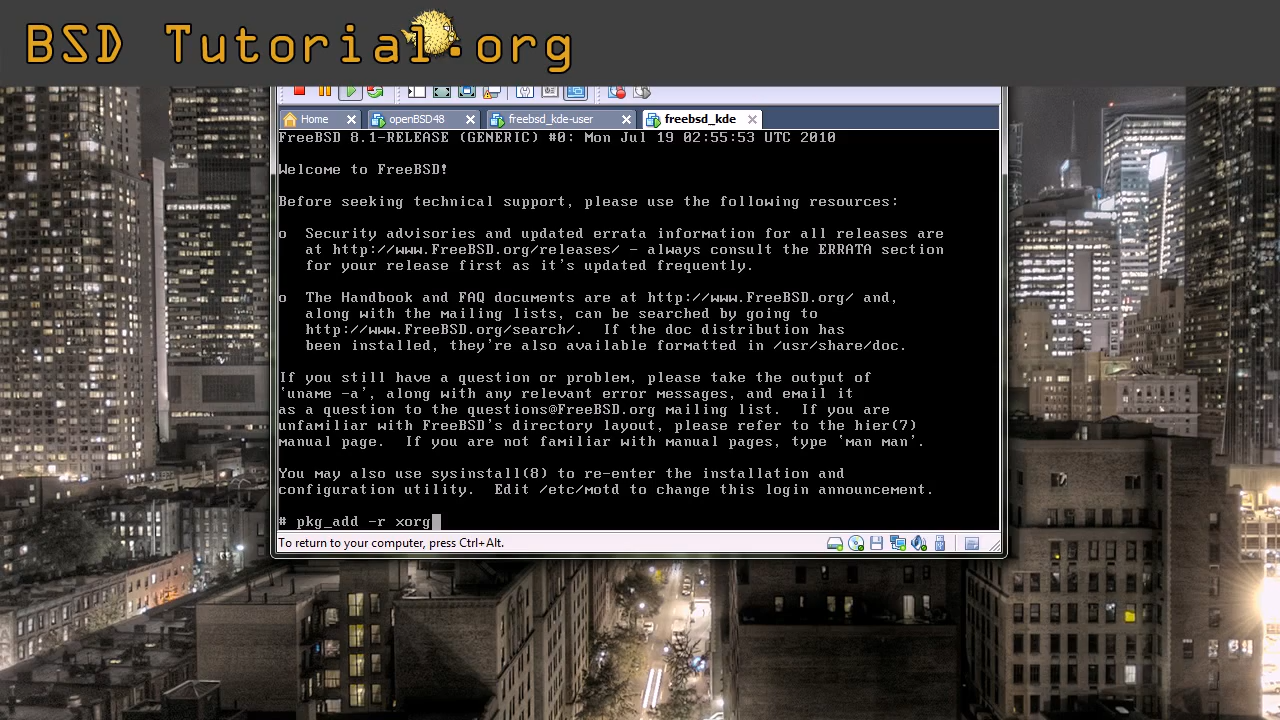 BSD Tutorial.org
Home
openBSD48
freebsd_kde-user
freebsd_kde
FreeBSD 8.1-RELEASE (GENERIC) #0: Mon Jul 19 02:55:53 UTC 2010
Welcome to FreeBSD!
Before seeking technical support, please use the following resources:
o Security advisories and updated errata information for all releases are
at http://www.FreeBSD.org/releases/ - always consult the ERRATA section
for your release first as it's updated frequently.
o The Handbook and FAQ documents are at http://www.FreeBSD.org/ and,
along with the mailing lists, can be searched by going to
http://www.FreeBSD.org/search/. If the doc distribution has
been installed, they're also available formatted in /usr/share/doc.
If you still have a question or problem, please take the output of
`uname -a', along with any relevant error messages, and email it
as a question to the questions@FreeBSD.org mailing list. If you are
unfamiliar with FreeBSD's directory layout, please refer to the hier(7)
manual page. If you are not familiar with manual pages, type `man man'.
You may also use sysinstall(8) to re-enter the installation and
configuration utility. Edit /etc/motd to change this login announcement.
# pkg_add -r xorg
To return to your computer, press Ctrl+Alt.